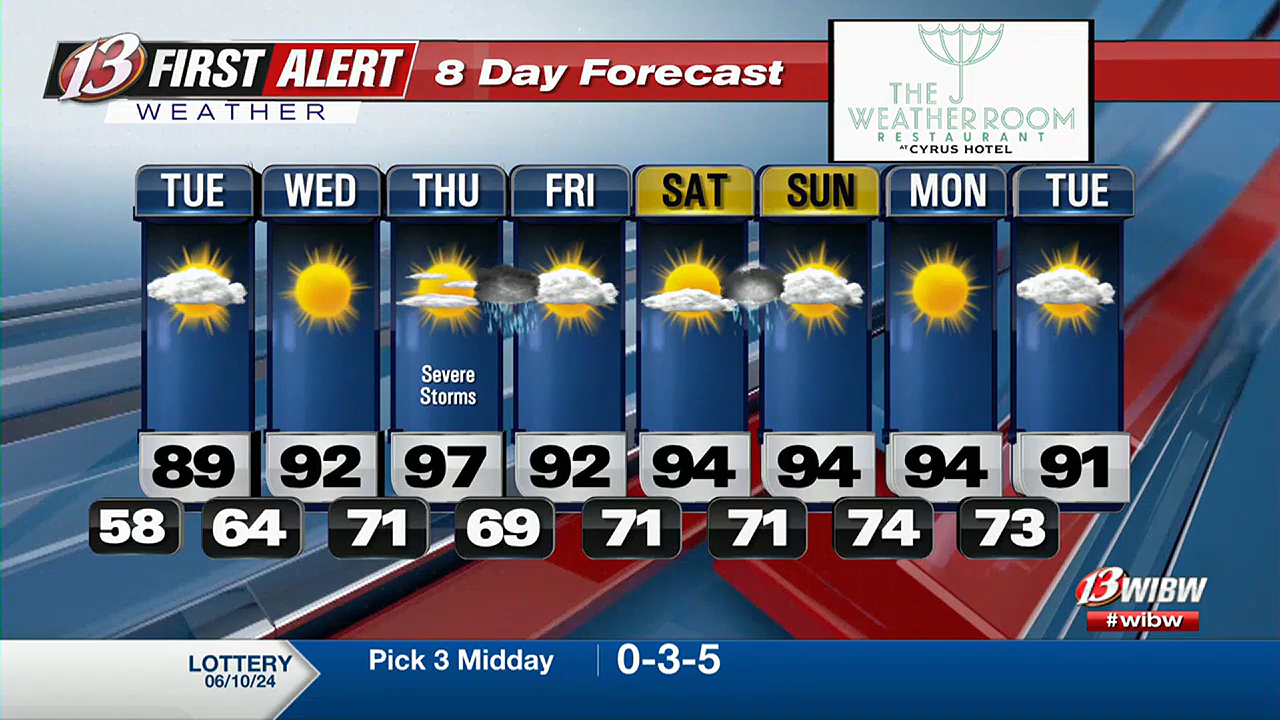 13 FIRST ALERT
WEATHER
8 Day Forecast
THE
WEATHER ROOM
RESTAURANT
AT CYRUS HOTEL
TUE WED THU FRI SAT SUN MON TUE
Severe
Storms
89 92 97 92 94 94 94 91
58 64 71 69 71 71 74 73
13 WIBW
#wibw
LOTTERY
06/10/24
Pick 3 Midday 0-3-5